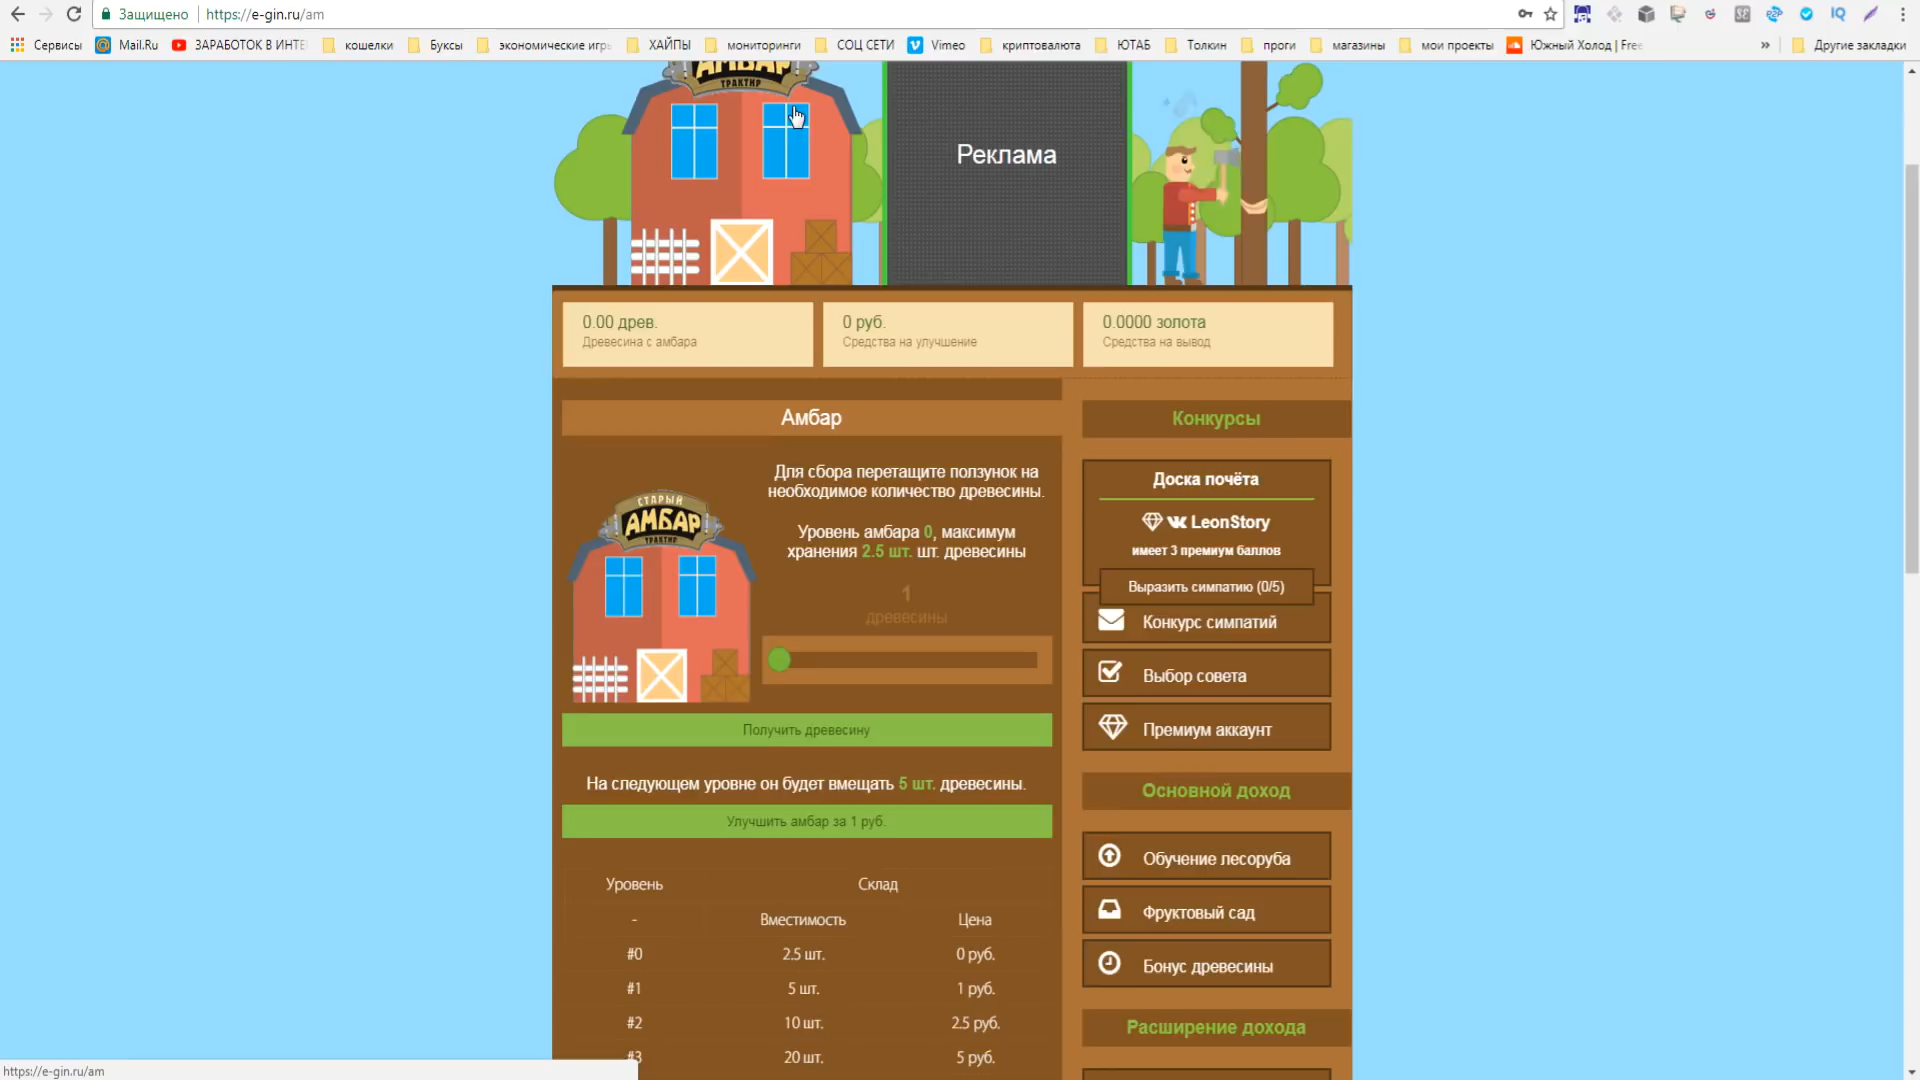 Защищено
https://e-gin.ru/am
Сервисы
Mail.Ru
ЗАРАБОТОК В ИНТЕ
кошелки
Буксы
экономические игры
ХАЙПЫ
мониторинги
СОЦ СЕТИ
Vimeo
криптовалюта
ЮТАБ
Толкин
проги
магазины
мои проекты
Южный Холод | Free
Другие закладки
АМБАР
ТРАКТИР
Реклама
0.00 древ.
Древесина с амбара
0 руб.
Средства на улучшение
0.0000 золота
Средства на вывод
Амбар
Для сбора перетащите ползунок на
необходимое количество древесины.
СТАРЫЙ
АМБАР
ТРАКТИР
Уровень амбара 0, максимум
хранения 2.5 шт. шт. древесины
1
древесины
Получить древесину
На следующем уровне он будет вмещать 5 шт. древесины.
Улучшить амбар за 1 руб.
Уровень Склад
- Вместимость Цена
#0 2.5 шт. 0 руб.
#1 5 шт. 1 руб.
#2 10 шт. 2.5 руб.
#3 20 шт. 5 руб.
Конкурсы
Доска почёта
LeonStory
имеет 3 премиум баллов
Выразить симпатию (0/5)
Конкурс симпатий
Выбор совета
Премиум аккаунт
Основной доход
Обучение лесоруба
Фруктовый сад
Бонус древесины
Расширение дохода
https://e-gin.ru/am